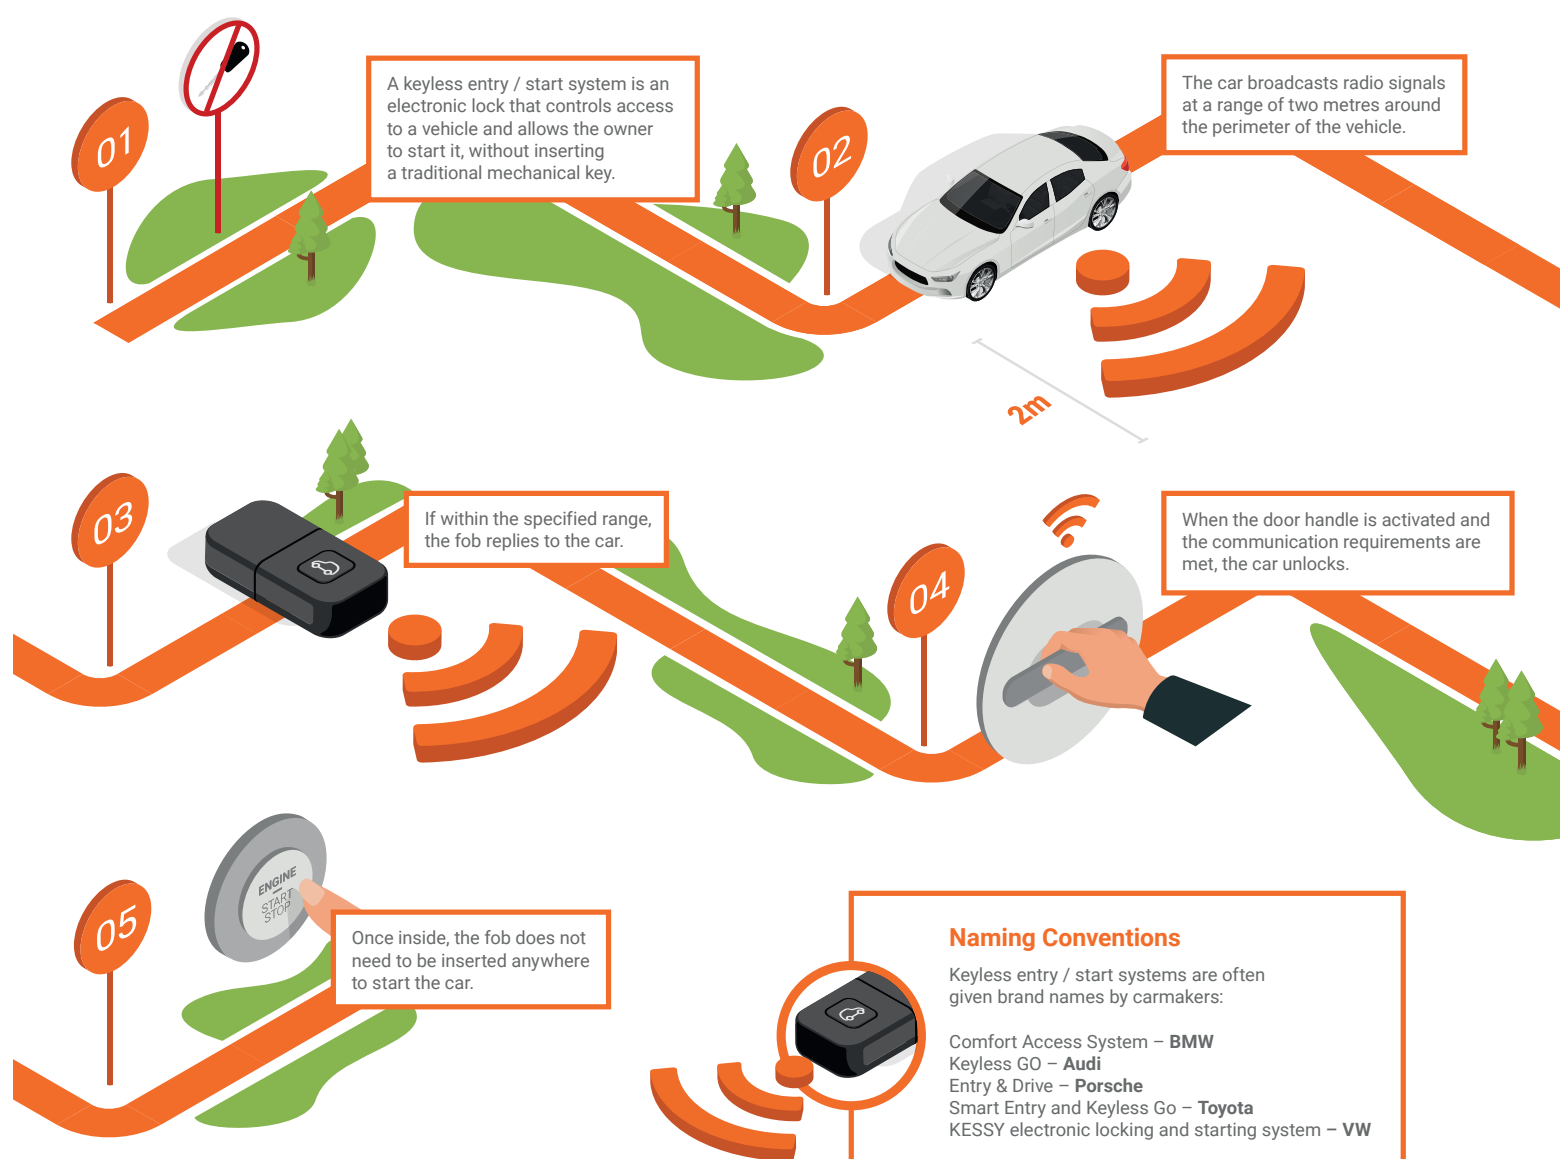 01
A keyless entry / start system is an
electronic lock that controls access
to a vehicle and allows the owner
to start it, without inserting
a traditional mechanical key.
02
The car broadcasts radio signals
at a range of two metres around
the perimeter of the vehicle.
2m
03
If within the specified range,
the fob replies to the car.
04
When the door handle is activated and
the communication requirements are
met, the car unlocks.
05
ENGINE
START
STOP
Once inside, the fob does not
need to be inserted anywhere
to start the car.
Naming Conventions
Keyless entry / start systems are often
given brand names by carmakers:
Comfort Access System – BMW
Keyless GO – Audi
Entry & Drive – Porsche
Smart Entry and Keyless Go – Toyota
KESSY electronic locking and starting system – VW